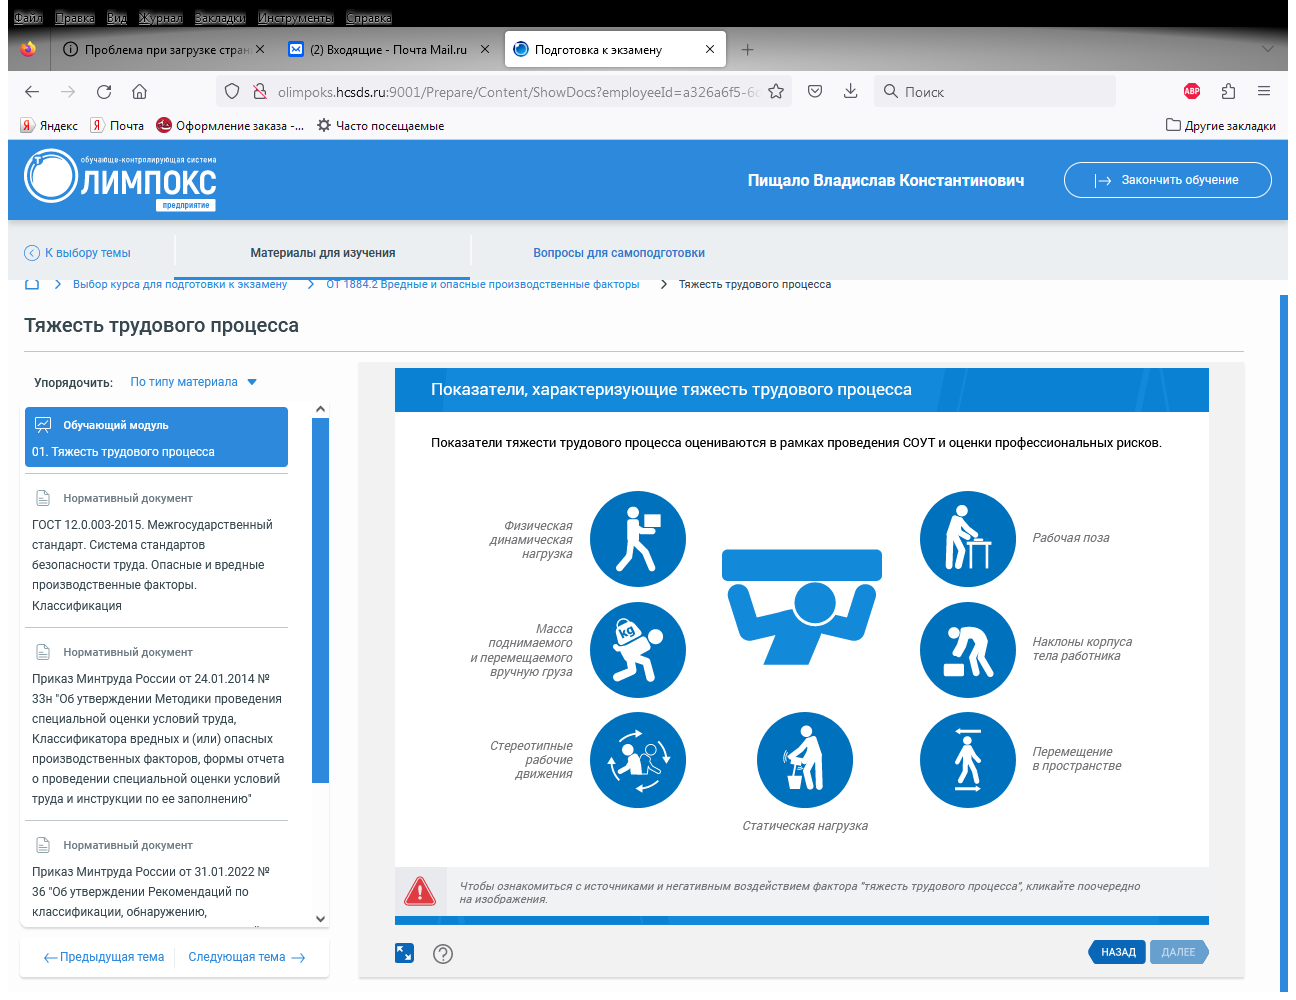 Файл Правка Вид Журнал Закладки Инструменты Справка
Проблема при загрузке стран
(2) Входящие - Почта Mail.ru
Подготовка к экзамену
olimpoks.hcsds.ru:9001/Prepare/Content/ShowDocs?employeeId=a326a6f5-6
Поиск
ABP
Яндекс
Почта
Оформление заказа -...
Часто посещаемые
Другие закладки
обучающе-контролирующая система
ОЛИМПОКС
предприятие
Пищало Владислав Константинович
Закончить обучение
К выбору темы
Материалы для изучения
Вопросы для самоподготовки
Выбор курса для подготовки к экзамену
ОТ 1884.2 Вредные и опасные производственные факторы
Тяжесть трудового процесса
Тяжесть трудового процесса
Упорядочить: По типу материала
Обучающий модуль
01. Тяжесть трудового процесса
Нормативный документ
ГОСТ 12.0.003-2015. Межгосударственный
стандарт. Система стандартов
безопасности труда. Опасные и вредные
производственные факторы.
Классификация
Нормативный документ
Приказ Минтруда России от 24.01.2014 №
33н "Об утверждении Методики проведения
специальной оценки условий труда,
Классификатора вредных и (или) опасных
производственных факторов, формы отчета
о проведении специальной оценки условий
труда и инструкции по ее заполнению"
Нормативный документ
Приказ Минтруда России от 31.01.2022 №
36 "Об утверждении Рекомендаций по
классификации, обнаружению,
Предыдущая тема
Следующая тема
Показатели, характеризующие тяжесть трудового процесса
Показатели тяжести трудового процесса оцениваются в рамках проведения СОУТ и оценки профессиональных рисков.
Физическая
динамическая
нагрузка
Рабочая поза
Масса
поднимаемого
и перемещаемого
вручную груза
kg
Наклоны корпуса
тела работника
Стереотипные
рабочие
движения
Статическая нагрузка
Перемещение
в пространстве
Чтобы ознакомиться с источниками и негативным воздействием фактора "тяжесть трудового процесса", кликайте поочередно
на изображения.
НАЗАД
ДАЛЕЕ